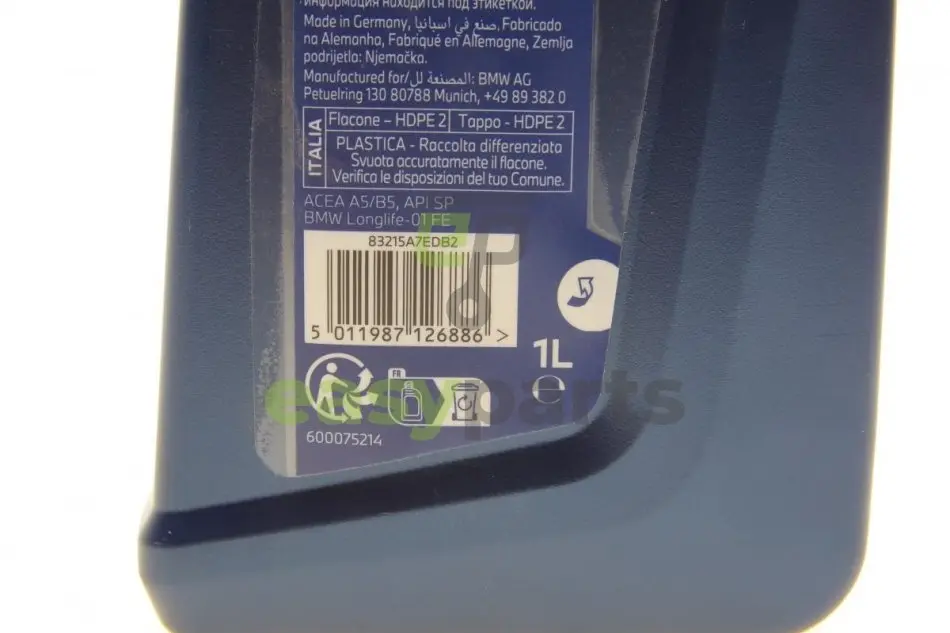 информация находится под этикеткой.
Made in Germany, صنع في اسبانيا, Fabricado
na Alemanha, Fabriqué en Allemagne, Zemlja
podrijetla: Njemačka.
Manufactured for/المصنعة لل: BMW AG
Petuelring 130 80788 Munich, +49 89 382 0
ITALIA
Flacone – HDPE 2 Tappo - HDPE 2
PLASTICA - Raccolta differenziata
Svuota accuratamente il flacone.
Verifica le disposizioni del tuo Comune.
ACEA A5/B5, API SP
BMW Longlife-01 FE
83215A7EDB2
5 011987 126886 >
1L
FR
easyparts
600075214